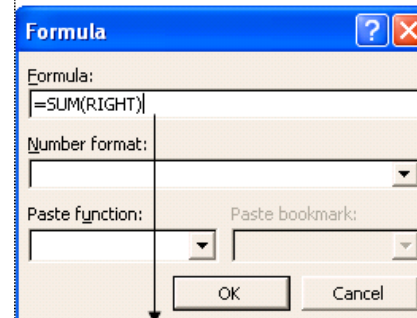 Formula
Formula:
=SUM(RIGHT)
Number format:
Paste function: Paste bookmark:
OK Cancel